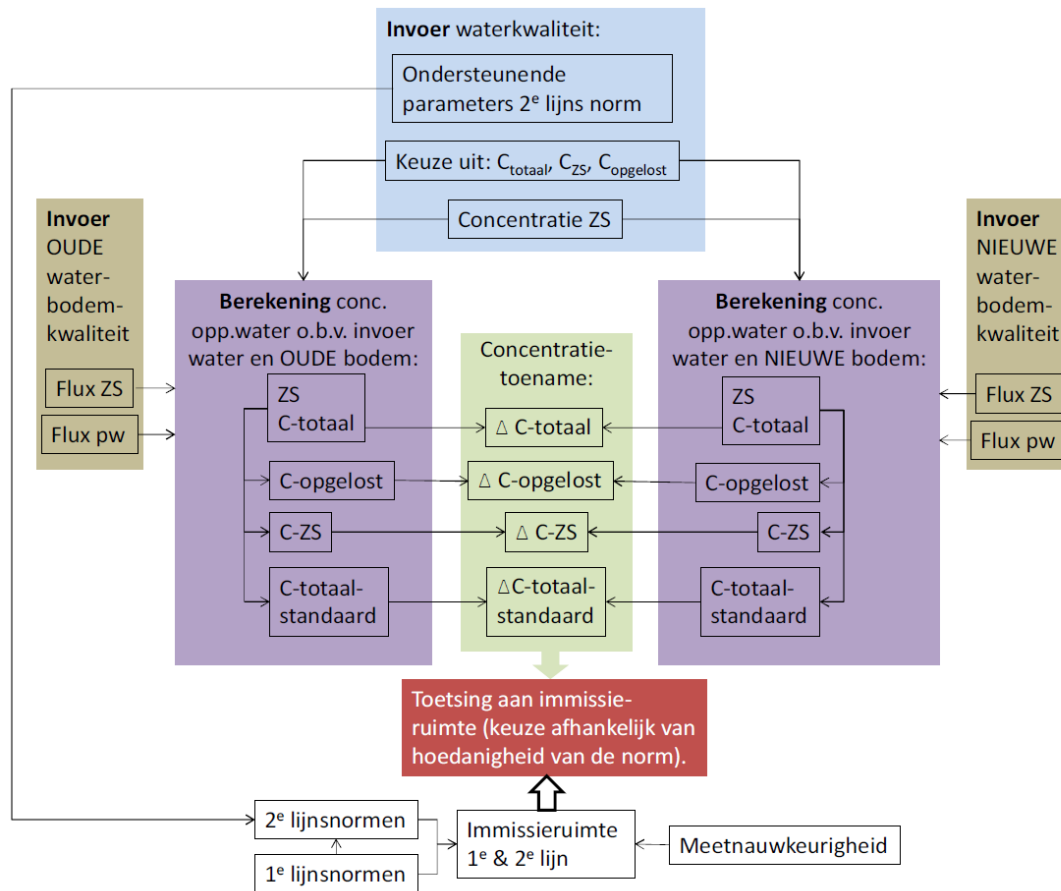 Invoer waterkwaliteit:
Ondersteunende
parameters 2e lijns norm
Keuze uit: Ctotaal, CZS, Copgelost
Concentratie ZS
Invoer
OUDE
water-
bodem-
kwaliteit
Flux ZS
Flux pw
Berekening conc.
opp.water o.b.v. invoer
water en OUDE bodem:
ZS
C-totaal
C-opgelost
C-ZS
C-totaal-
standaard
Concentratie-
toename:
Δ C-totaal
Δ C-opgelost
Δ C-ZS
ΔC-totaal-
standaard
Berekening conc.
opp.water o.b.v. invoer
water en NIEUWE bodem:
ZS
C-totaal
C-opgelost
C-ZS
C-totaal-
standaard
Invoer
NIEUWE
water-
bodem-
kwaliteit
Flux ZS
Flux pw
Toetsing aan immissie-
ruimte (keuze afhankelijk van
hoedanigheid van de norm).
2e lijnsnormen
1e lijnsnormen
Immissieruimte
1e & 2e lijn
Meetnauwkeurigheid